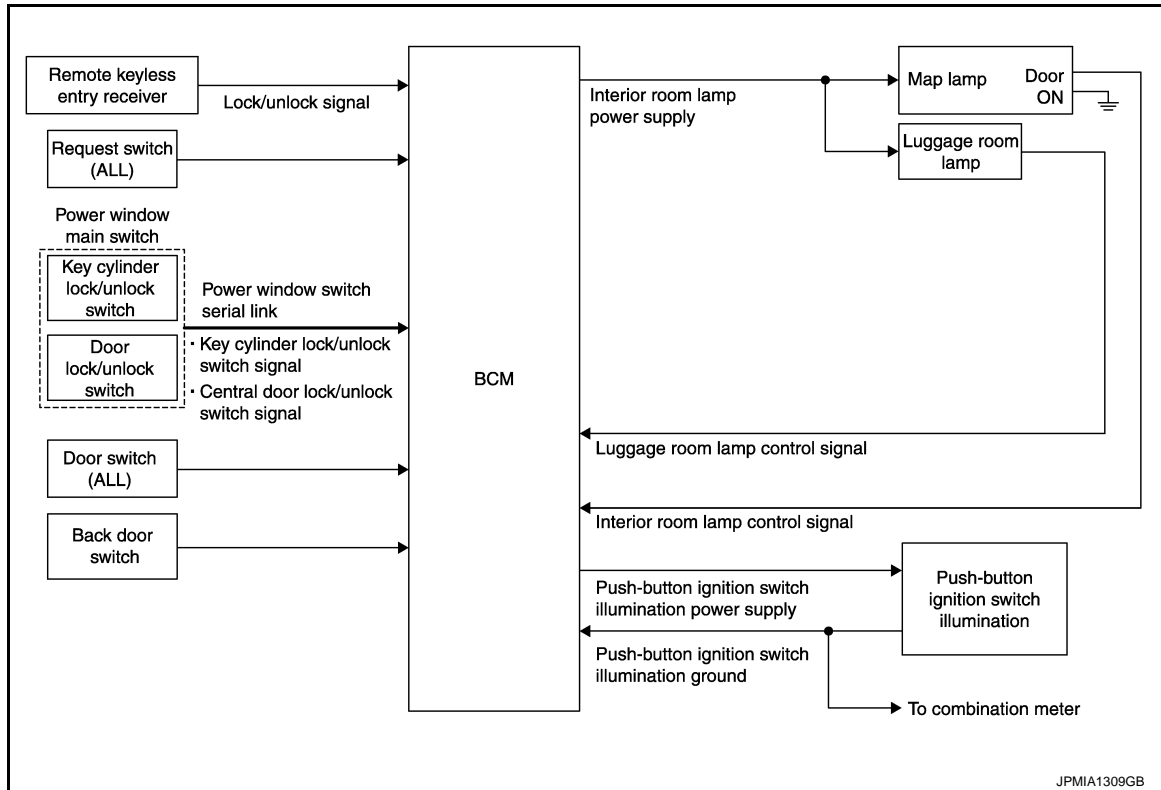 Remote keyless
entry receiver
Lock/unlock signal
Request switch
(ALL)
Power window
main switch
Key cylinder
lock/unlock
switch
Door
lock/unlock
switch
Power window switch
serial link
· Key cylinder lock/unlock
switch signal
· Central door lock/unlock
switch signal
Door switch
(ALL)
Back door
switch
BCM
Interior room lamp
power supply
Map lamp
Door
ON
Luggage room
lamp
Luggage room lamp control signal
Interior room lamp control signal
Push-button ignition switch
illumination power supply
Push-button ignition switch
illumination ground
Push-button
ignition switch
illumination
To combination meter
JPMIA1309GB